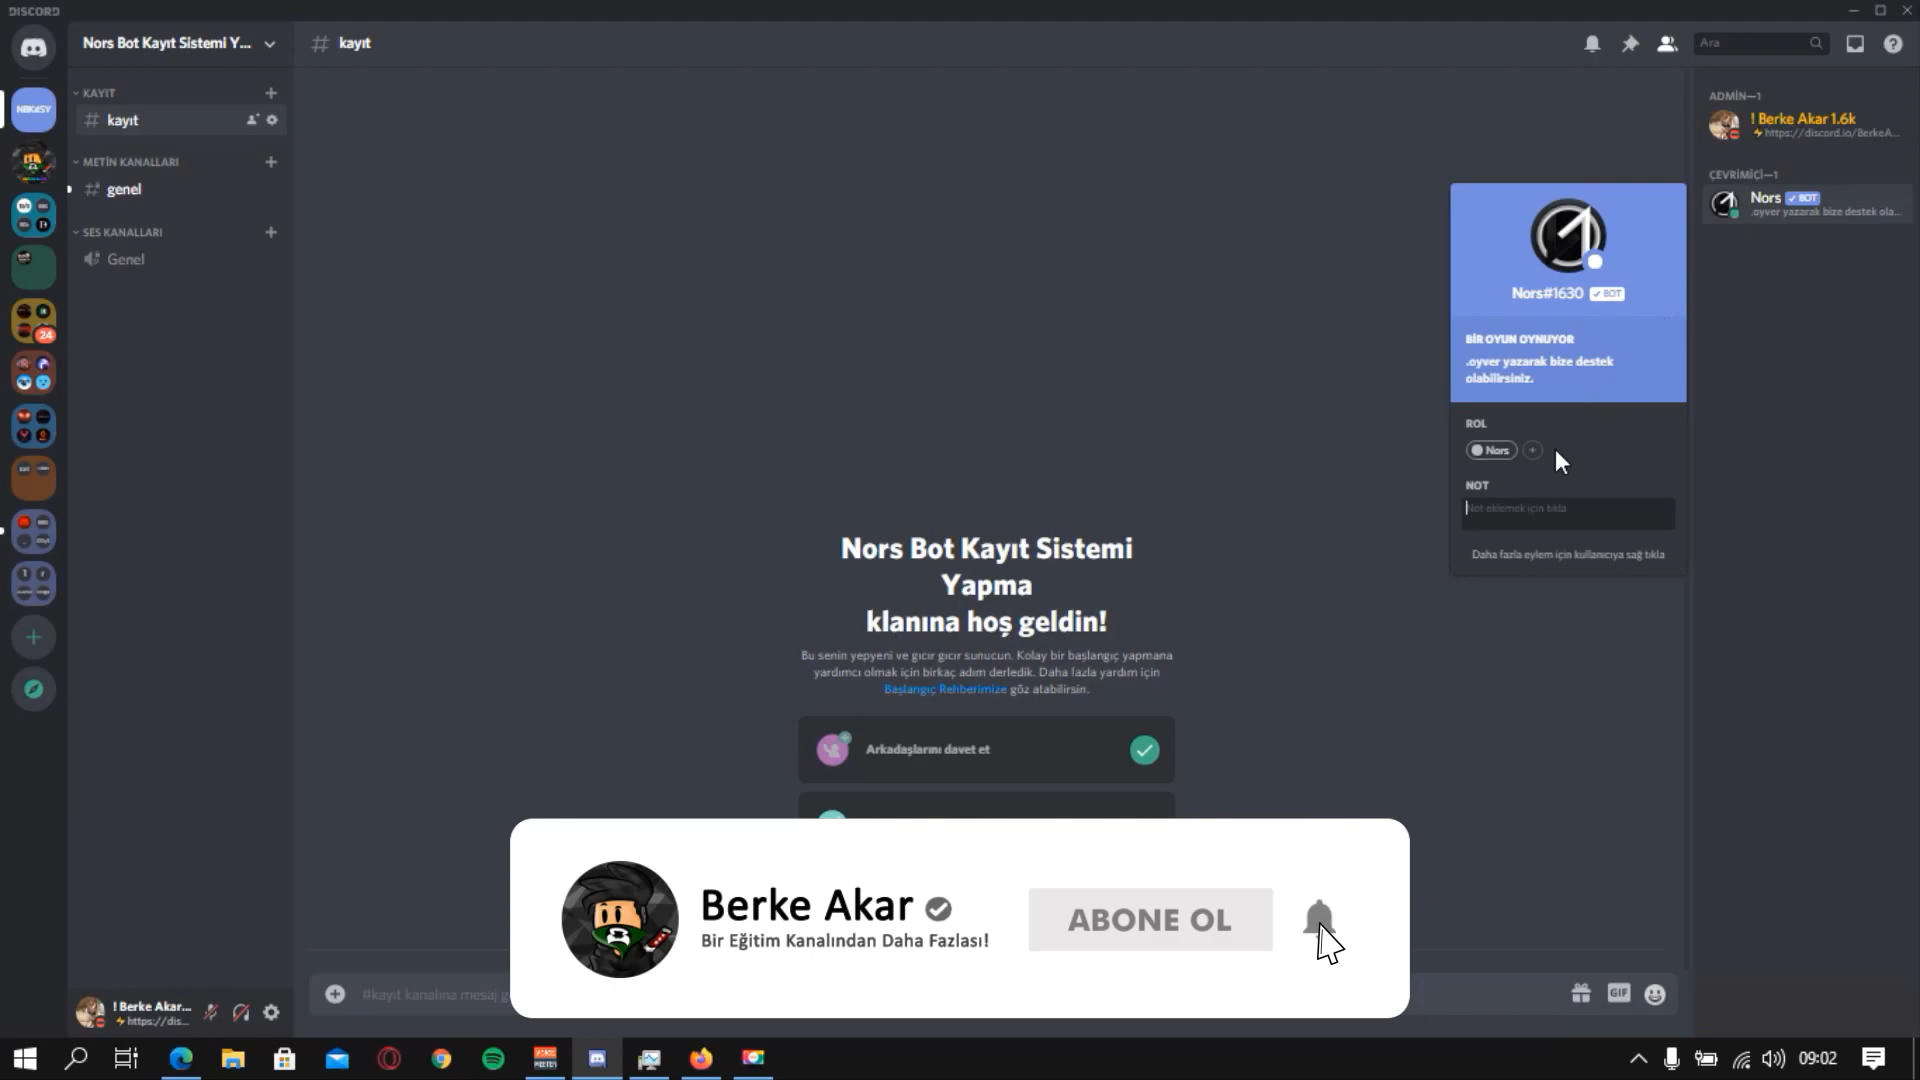 DISCORD
Nors Bot Kayıt Sistemi Y...
kayıt
Ara
KAYIT
kayıt
METİN KANALLARI
genel
SES KANALLARI
Genel
NBKSY
24
ADMİN—1
! Berke Akar 1.6k
https://discord.io/BerkeA...
ÇEVRİMİÇİ—1
Nors BOT
.oyver yazarak bize destek ola...
Nors#1630 BOT
BİR OYUN OYNUYOR
.oyver yazarak bize destek
olabilirsiniz.
ROL
Nors
NOT
Not eklemek için tıkla
Daha fazla eylem için kullanıcıya sağ tıkla
Nors Bot Kayıt Sistemi
Yapma
klanına hoş geldin!
Bu senin yepyeni ve gıcır gıcır sunucun. Kolay bir başlangıç yapmana
yardımcı olmak için birkaç adım derledik. Daha fazla yardım için
Başlangıç Rehberimize göz atabilirsin.
Arkadaşlarını davet et
Berke Akar
Bir Eğitim Kanalından Daha Fazlası!
ABONE OL
#kayıt kanalına mesaj g
GIF
! Berke Akar...
https://dis...
09:02